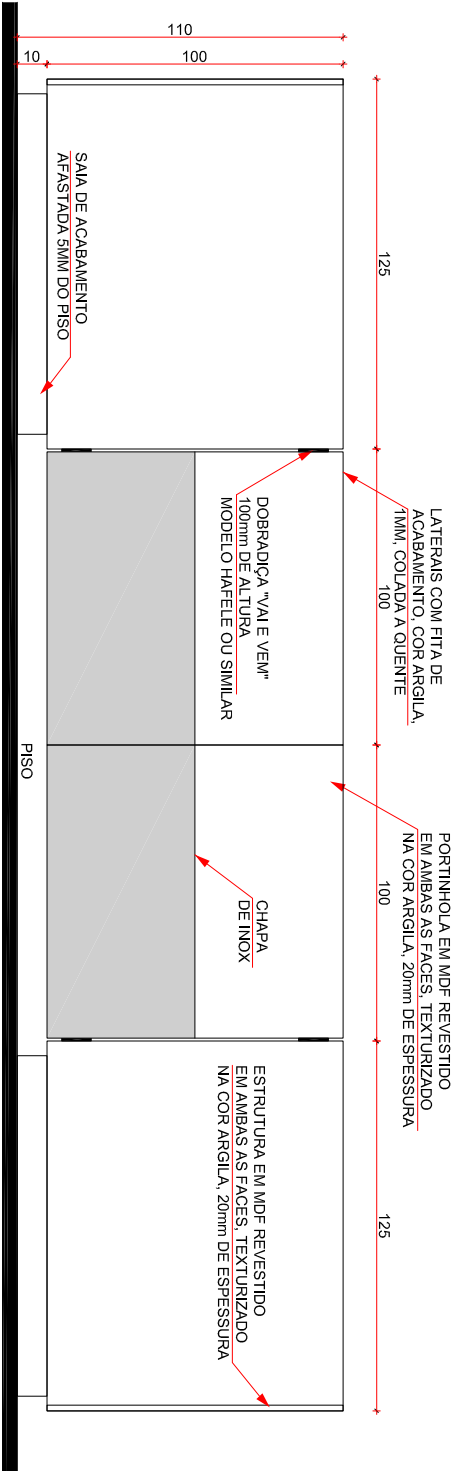 110
10
100
125
100
100
125
SAIA DE ACABAMENTO
AFASTADA 5MM DO PISO
LATERAIS COM FITA DE
ACABAMENTO, COR ARGILA,
1MM, COLADA A QUENTE
DOBRADIÇA "VAI E VEM"
100mm DE ALTURA
MODELO HAFELE OU SIMILAR
PORTINHOLA EM MDF REVESTIDO
EM AMBAS AS FACES, TEXTURIZADO
NA COR ARGILA, 20mm DE ESPESSURA
CHAPA
DE INOX
ESTRUTURA EM MDF REVESTIDO
EM AMBAS AS FACES, TEXTURIZADO
NA COR ARGILA, 20mm DE ESPESSURA
PISO